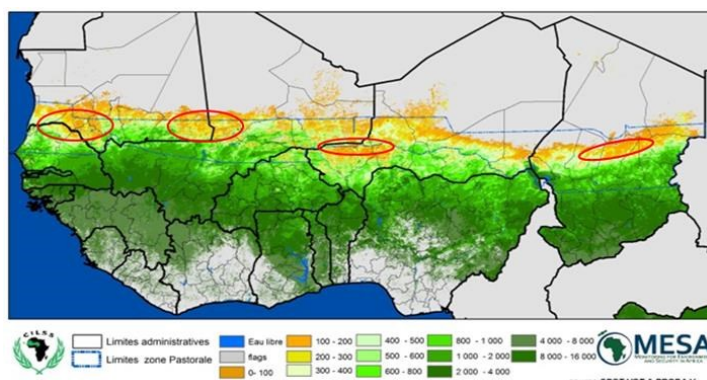 CILSS
Limites administratives
Limites zone Pastorale
Eau libre
flags
0- 100
100 - 200
200 - 300
300 - 400
400 - 500
500 - 600
600 - 800
800 - 1 000
1 000 - 2 000
2 000 - 4 000
4 000 - 8 000
8 000 - 16 000
MESA